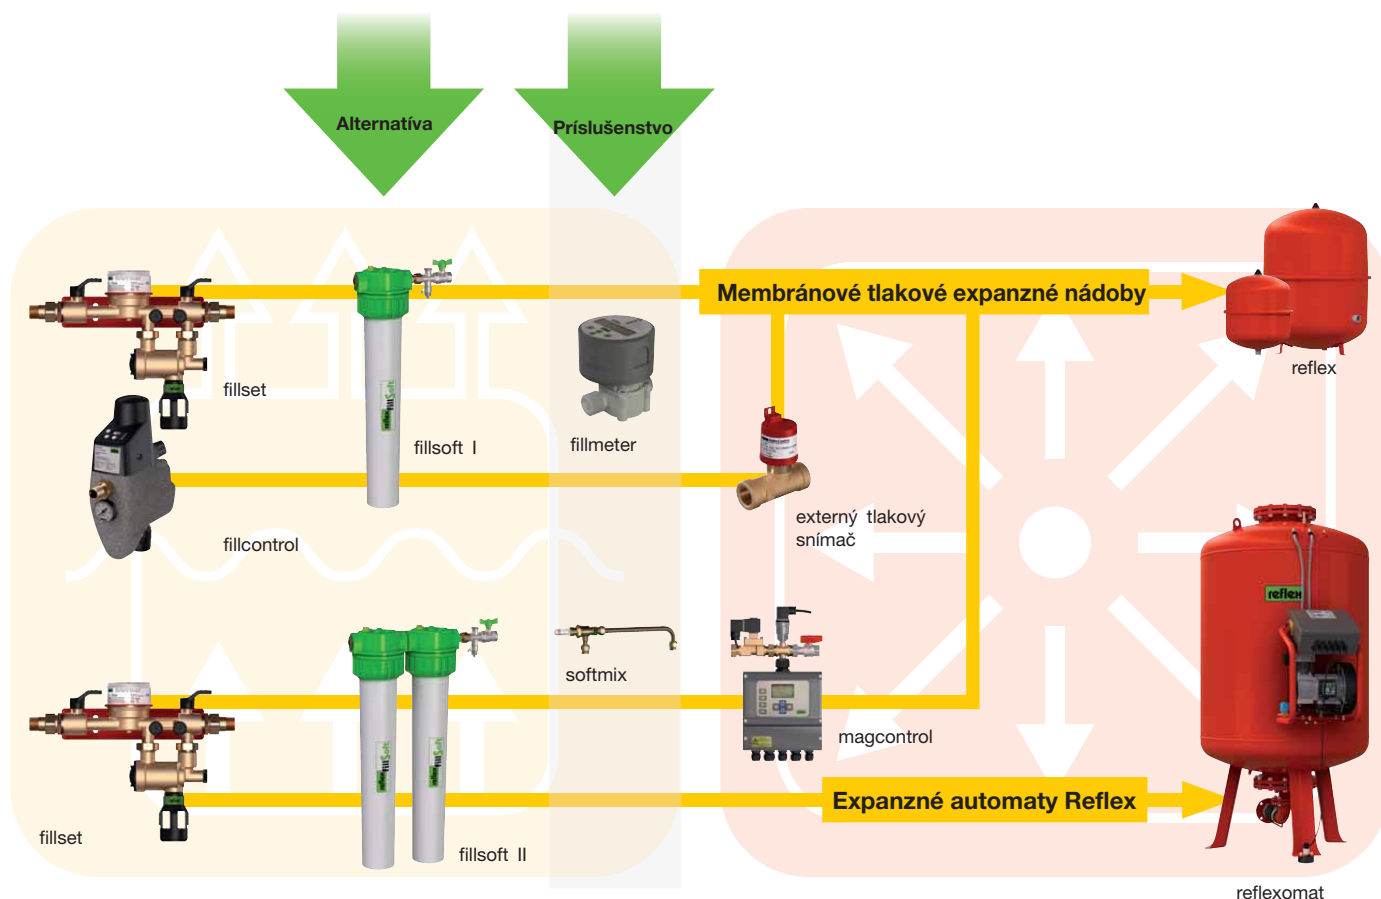 Alternatíva
Príslušenstvo
Membránové tlakové expanzné nádoby
reflex
fillset
fillsoft I
fillmeter
externý tlakový
snímač
fillcontrol
reflex
softmix
magcontrol
Expanzné automaty Reflex
fillset
fillsoft II
reflexomat